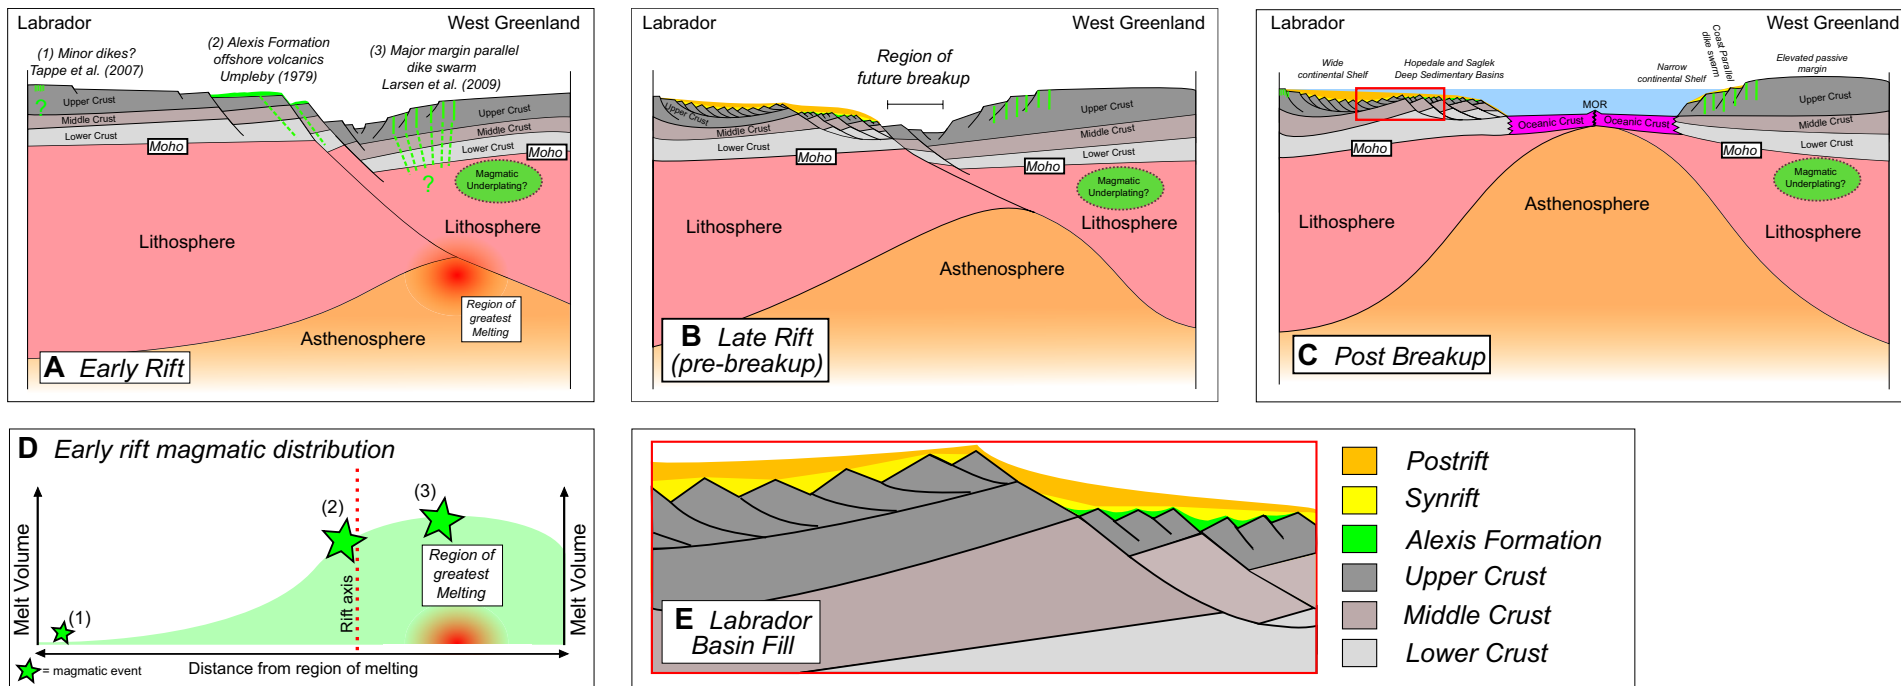 Labrador
West Greenland
(1) Minor dikes?
Tappe et al. (2007)
(2) Alexis Formation
offshore volcanics
Umpleby (1979)
(3) Major margin parallel
dike swarm
Larsen et al. (2009)
?
Upper Crust
Middle Crust
Lower Crust
Moho
Upper Crust
Middle Crust
Lower Crust
Moho
?
Magmatic
Underplating?
Lithosphere
Lithosphere
Region of
greatest
Melting
Asthenosphere
A Early Rift
Labrador
West Greenland
Region of
future breakup
Upper Crust
Middle Crust
Lower Crust
Moho
Upper Crust
Middle Crust
Lower Crust
Moho
Magmatic
Underplating?
Lithosphere
Lithosphere
Asthenosphere
B Late Rift
(pre-breakup)
Labrador
West Greenland
Wide
continental Shelf
Hopedale and Saglek
Deep Sedimentary Basins
Narrow
continental Shelf
Coast Parallel
dike swarm
Elevated passive
margin
MOR
Oceanic Crust
Oceanic Crust
Upper Crust
Middle Crust
Lower Crust
Moho
Moho
Magmatic
Underplating?
Asthenosphere
Lithosphere
Lithosphere
C Post Breakup
D Early rift magmatic distribution
Melt Volume
(1)
(2)
(3)
Rift axis
Region of
greatest
Melting
Melt Volume
= magmatic event
Distance from region of melting
E Labrador
Basin Fill
Postrift
Synrift
Alexis Formation
Upper Crust
Middle Crust
Lower Crust